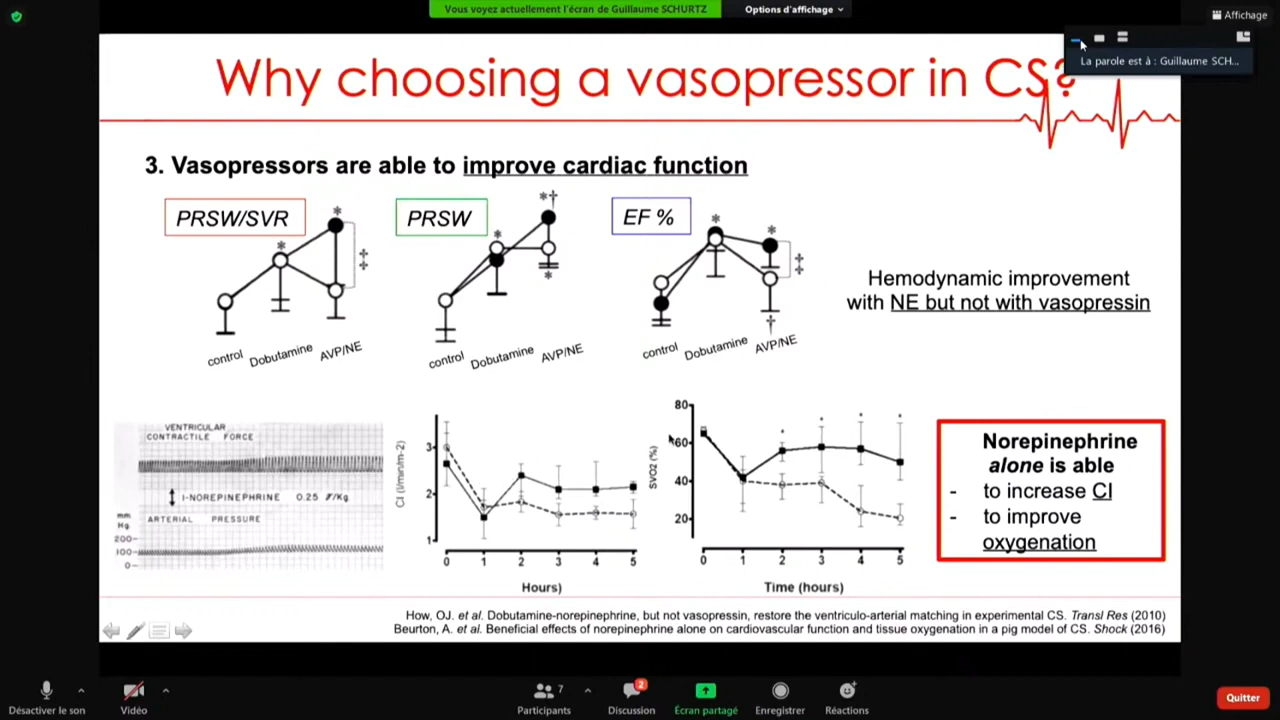 Vous voyez actuellement l'écran de Guillaume SCHURTZ
Options d'affichage
Affichage
La parole est à : Guillaume SCH...
Why choosing a vasopressor in CS?
3. Vasopressors are able to improve cardiac function
PRSW/SVR
PRSW
EF %
* * ‡
* *† *
* * ‡ †
control Dobutamine AVP/NE
control Dobutamine AVP/NE
control Dobutamine AVP/NE
Hemodynamic improvement
with NE but not with vasopressin
VENTRICULAR
CONTRACTILE FORCE
l-NOREPINEPHRINE 0.25 γ/Kg
ARTERIAL PRESSURE
mm
Hg
200
100
0
CI (l/min/m-2)
3
2
1
0 1 2 3 4 5
Hours)
SVO2 (%)
80
60
40
20
* * * *
0 1 2 3 4 5
Time (hours)
Norepinephrine
alone is able
- to increase CI
- to improve
oxygenation
How, OJ. et al. Dobutamine-norepinephrine, but not vasopressin, restore the ventriculo-arterial matching in experimental CS. Transl Res (2010)
Beurton, A. et al. Beneficial effects of norepinephrine alone on cardiovascular function and tissue oxygenation in a pig model of CS. Shock (2016)
Désactiver le son
Vidéo
7
Participants
2
Discussion
Écran partagé
Enregistrer
Réactions
Quitter